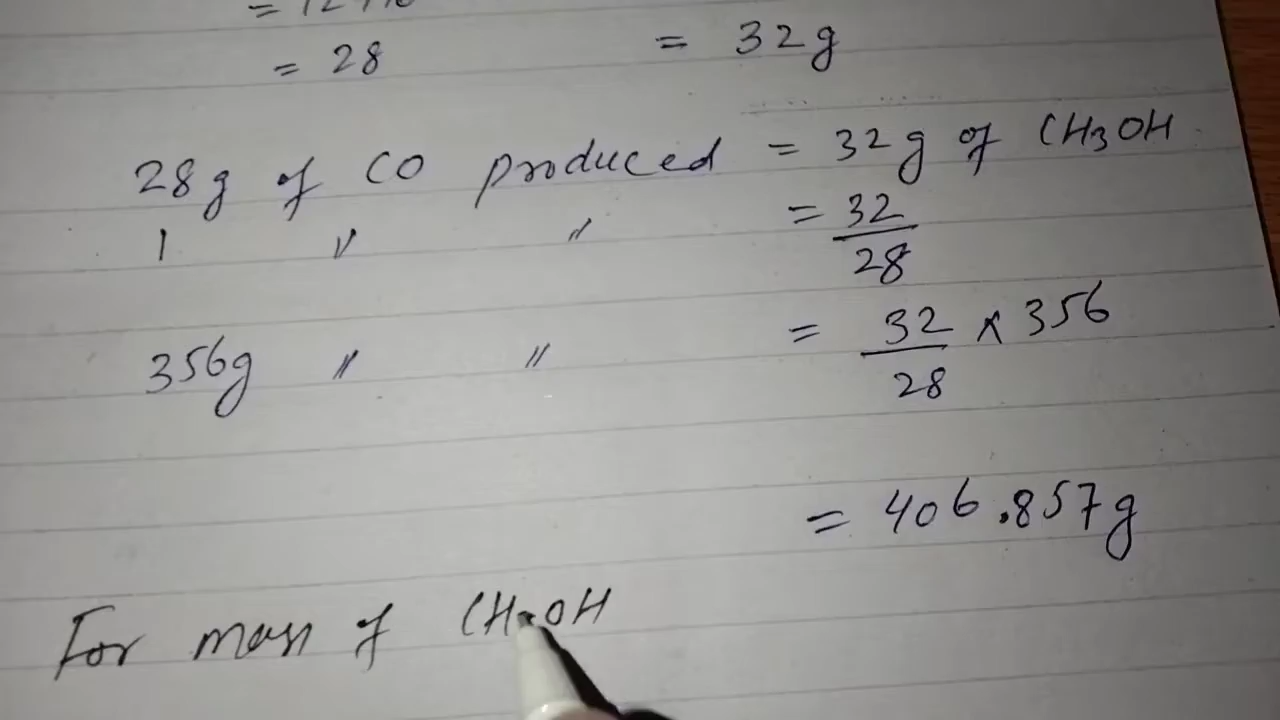 = 28 = 32g
28g of CO produced = 32g of CH3OH
1 " " = 32/28
356g " " = 32/28 × 356
= 406.857g
For mass of CH3OH